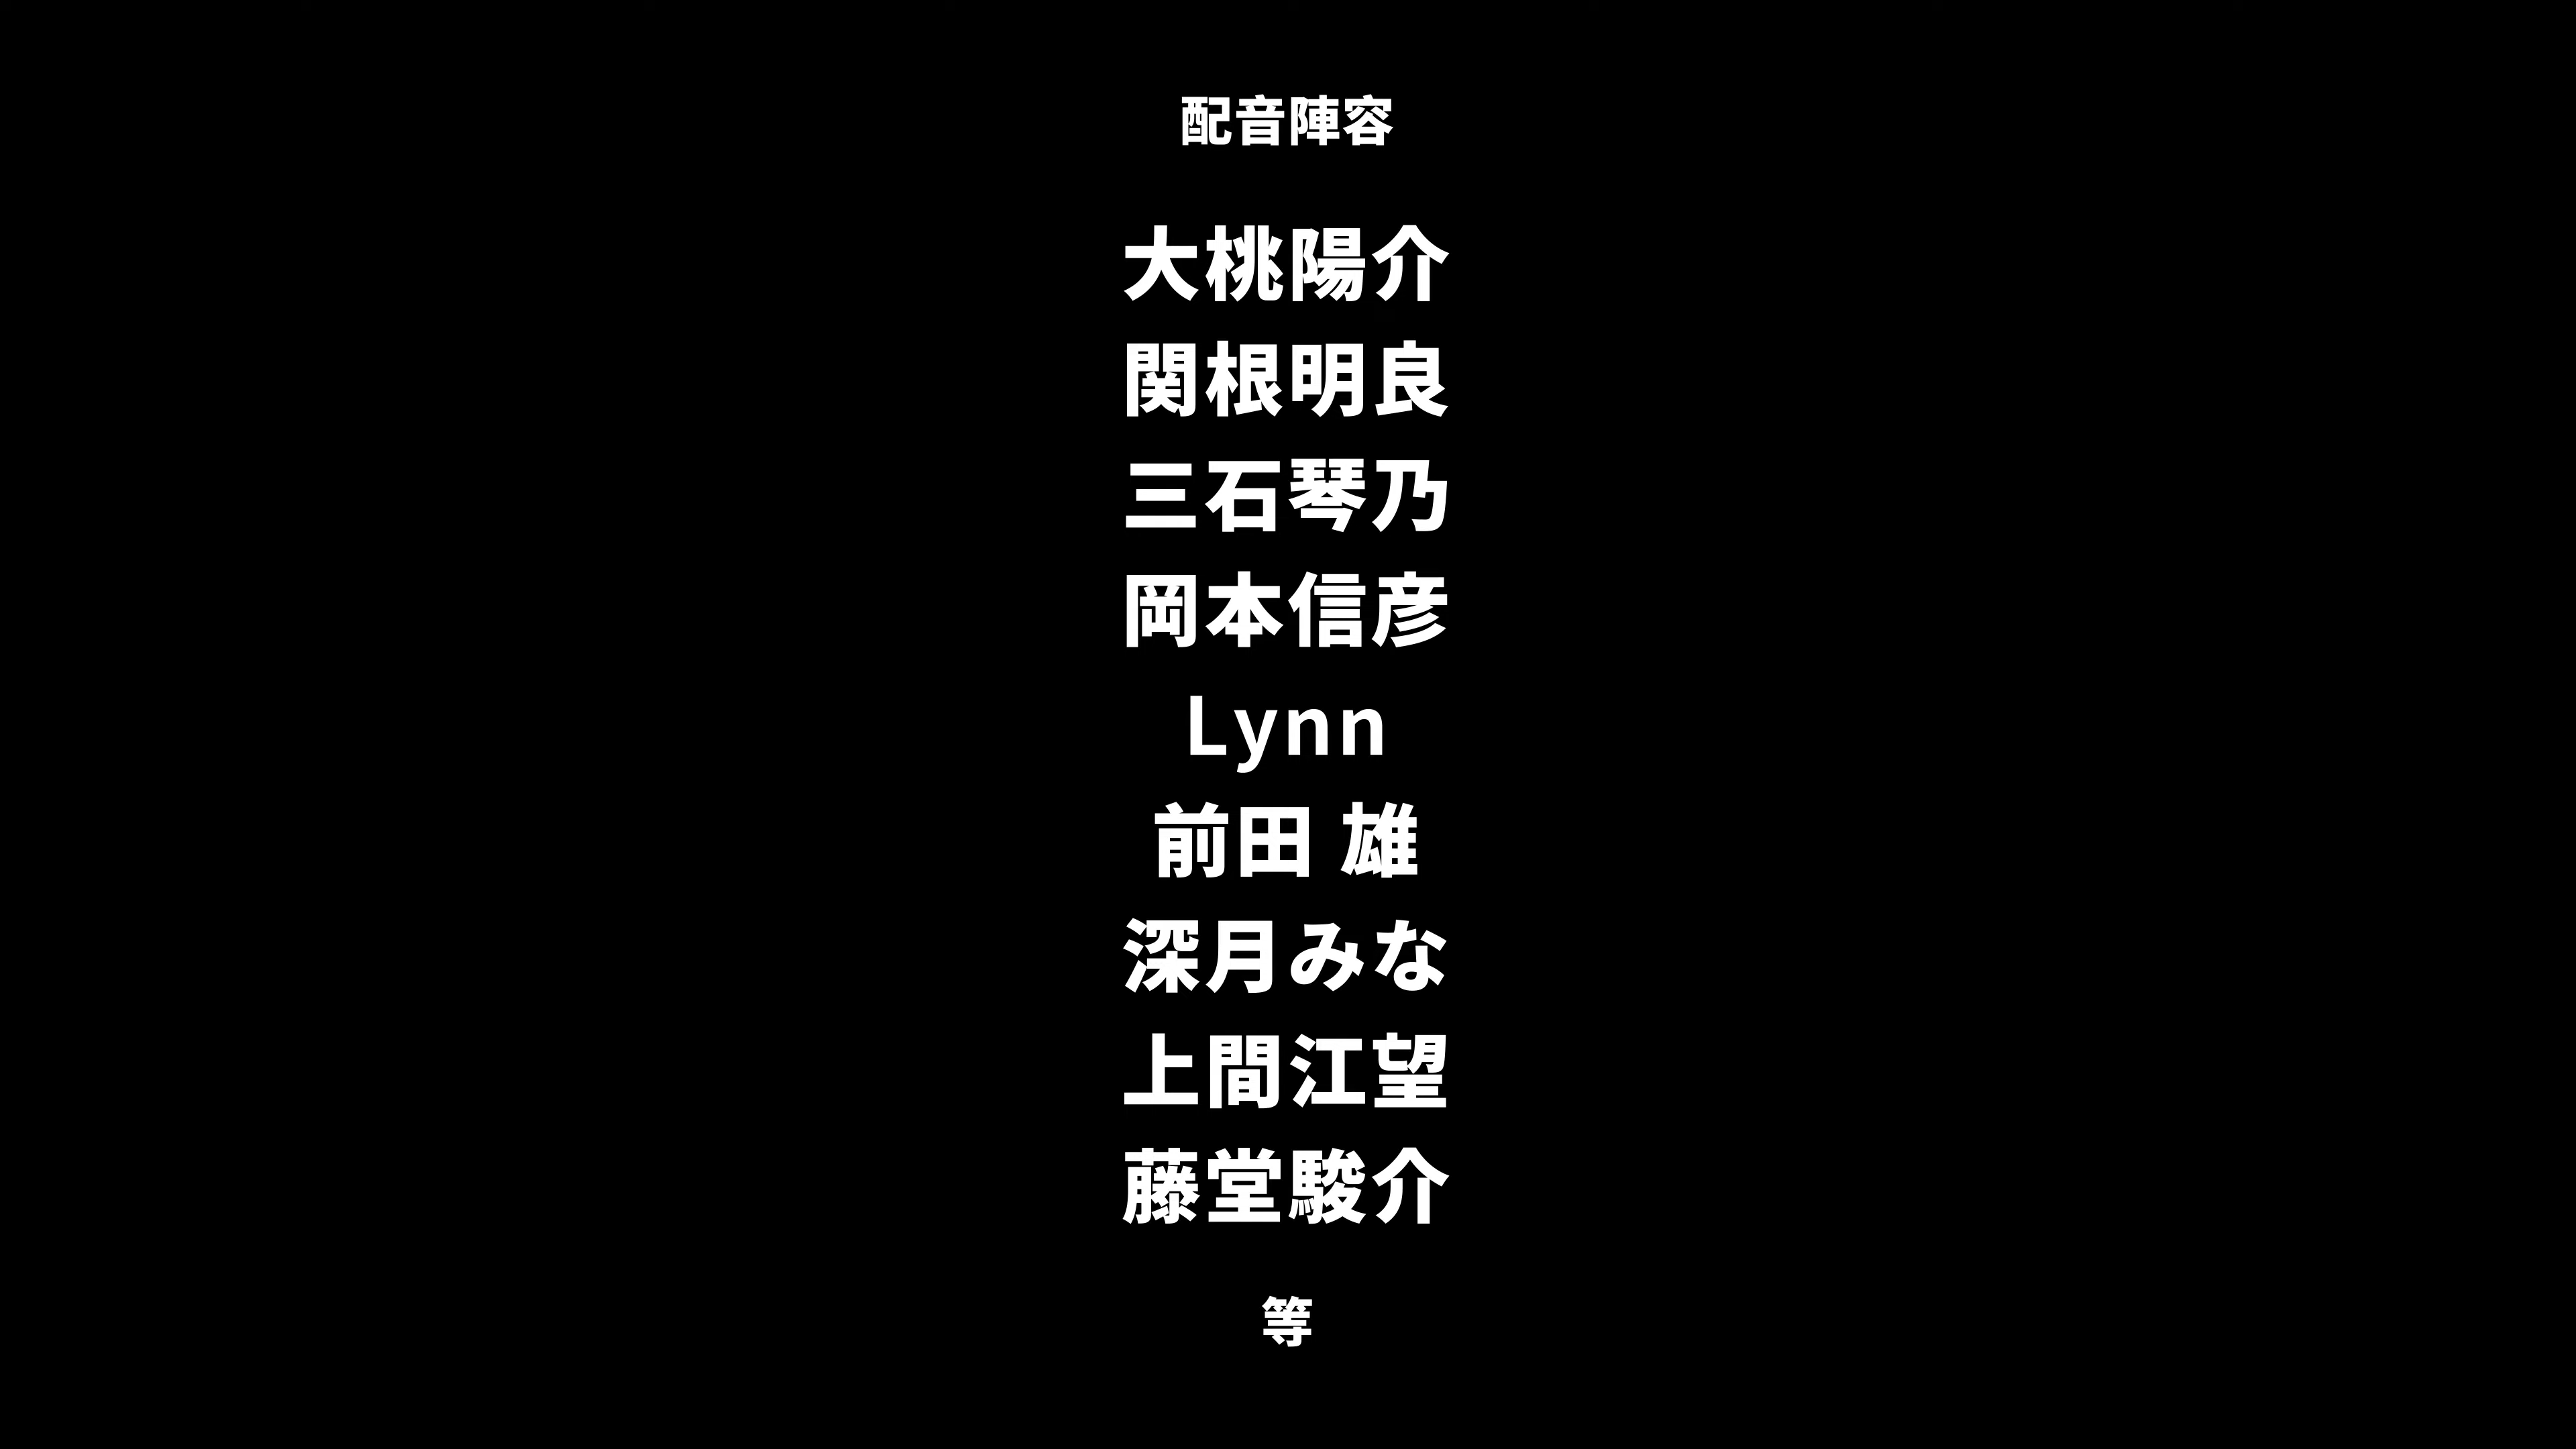 配音陣容
大桃陽介
関根明良
三石琴乃
岡本信彦
Lynn
前田 雄
深月みな
上間江望
藤堂駿介
等